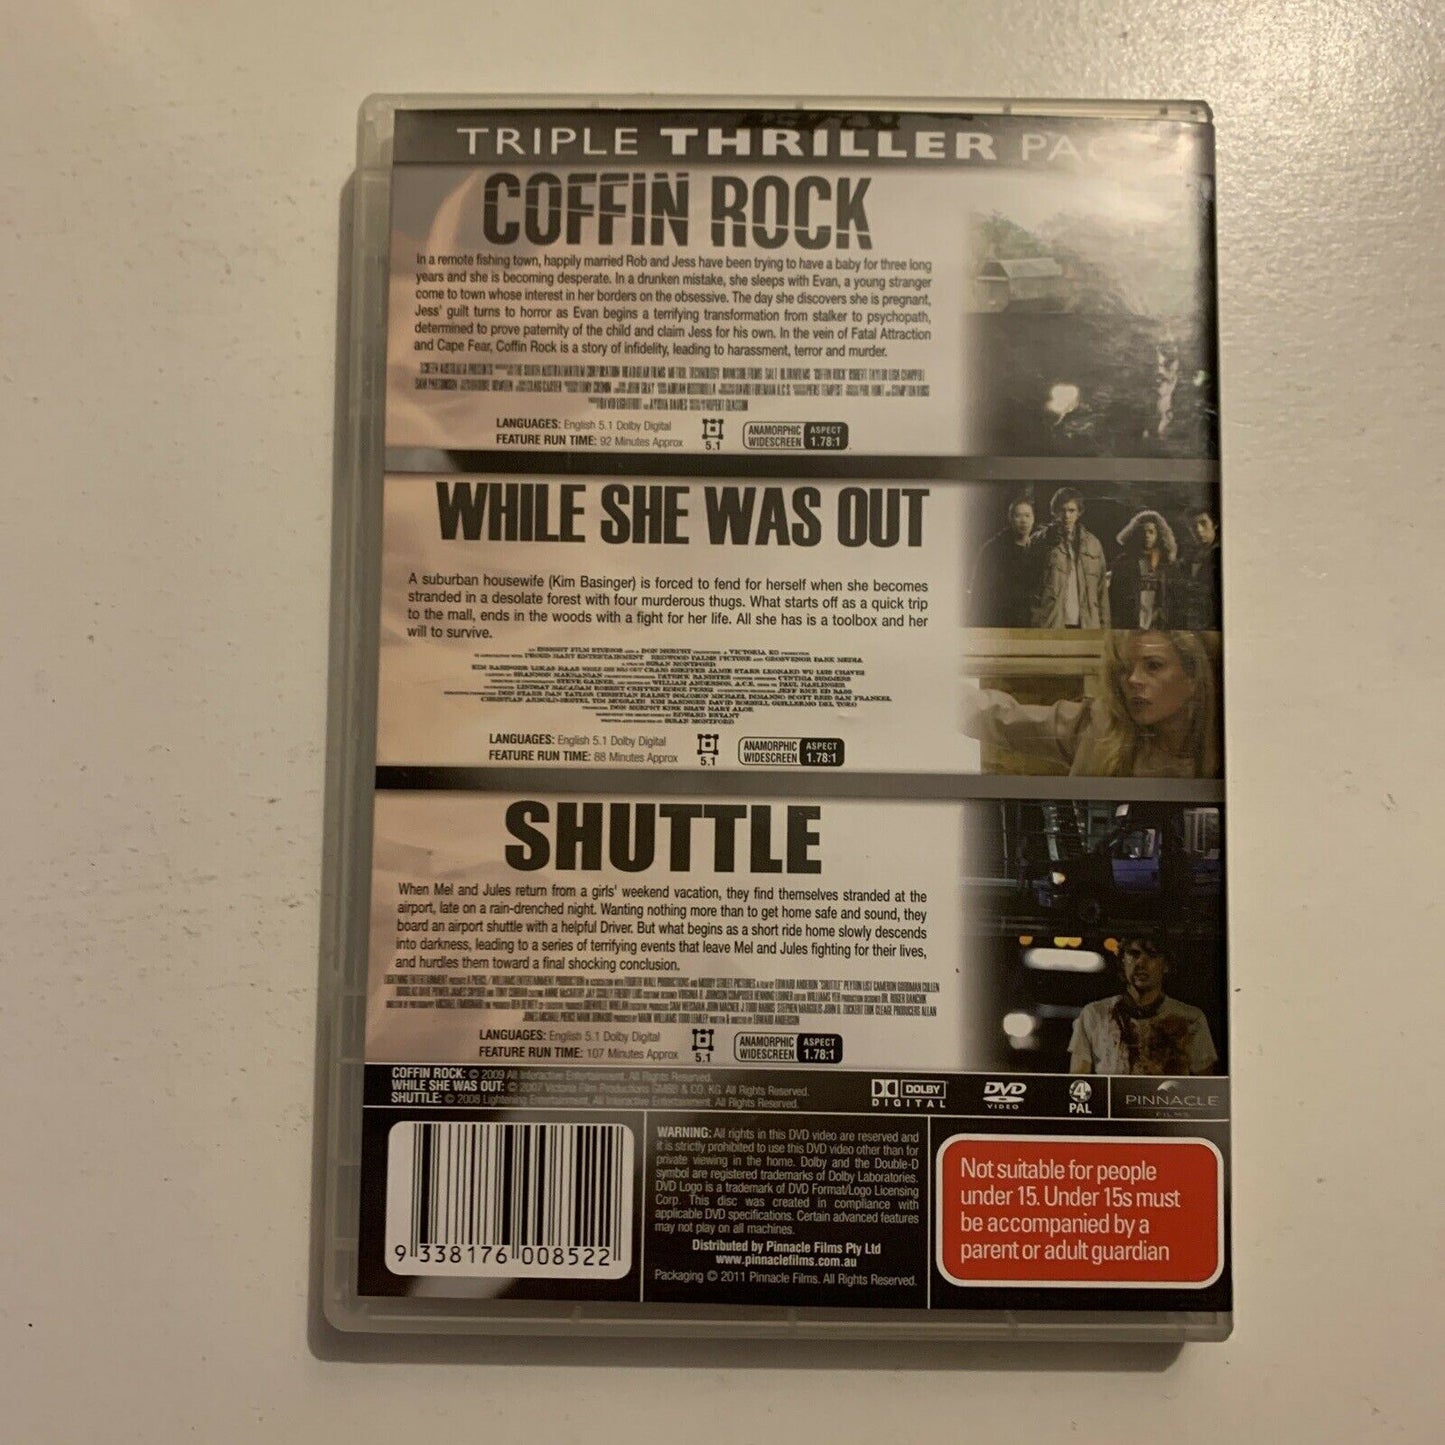 TRIPLE THRILLER PAC
COFFIN ROCK
In a remote fishing town, happily married Rob and Jess have been trying to have a baby for three long
years and she is becoming desperate. In a drunken mistake, she sleeps with Evan, a young stranger
come to town whose interest in her borders on the obsessive. The day she discovers she is pregnant,
Jess' guilt turns to horror as Evan begins a terrifying transformation from stalker to psychopath,
determined to prove paternity of the child and claim Jess for his own. In the vein of Fatal Attraction
and Cape Fear, Coffin Rock is a story of infidelity, leading to harassment, terror and murder.
LANGUAGES: English 5.1 Dolby Digital
FEATURE RUN TIME: 92 Minutes Approx
5.1
ANAMORPHIC WIDESCREEN
ASPECT 1.78:1
WHILE SHE WAS OUT
A suburban housewife (Kim Basinger) is forced to fend for herself when she becomes
stranded in a desolate forest with four murderous thugs. What starts off as a quick trip
to the mall, ends in the woods with a fight for her life. All she has is a toolbox and her
will to survive.
LANGUAGES: English 5.1 Dolby Digital
FEATURE RUN TIME: 88 Minutes Approx
5.1
ANAMORPHIC WIDESCREEN
ASPECT 1.78:1
SHUTTLE
When Mel and Jules return from a girls' weekend vacation, they find themselves stranded at the
airport, late on a rain-drenched night. Wanting nothing more than to get home safe and sound, they
board an airport shuttle with a helpful Driver. But what begins as a short ride home slowly descends
into darkness, leading to a series of terrifying events that leave Mel and Jules fighting for their lives,
and hurdles them toward a final shocking conclusion.
LANGUAGES: English 5.1 Dolby Digital
FEATURE RUN TIME: 107 Minutes Approx
5.1
ANAMORPHIC WIDESCREEN
ASPECT 1.78:1
COFFIN ROCK: © 2009 All Interactive Entertainment. All Rights Reserved.
WHILE SHE WAS OUT: © 2007 Victoria Film Productions GMBB & CO. KG. All Rights Reserved.
SHUTTLE: © 2008 Lightening Entertainment, All Interactive Entertainment. All Rights Reserved.
DOLBY
DIGITAL
DVD
VIDEO
4
PAL
PINNACLE
FILMS
9 338176 008522
WARNING: All rights in this DVD video are reserved and
it is strictly prohibited to use this DVD video other than for
private viewing in the home. Dolby and the Double-D
symbol are registered trademarks of Dolby Laboratories.
DVD Logo is a trademark of DVD Format/Logo Licensing
Corp. This disc was created in compliance with
applicable DVD specifications. Certain advanced features
may not play on all machines.
Distributed by Pinnacle Films Pty Ltd
www.pinnaclefilms.com.au
Packaging © 2011 Pinnacle Films. All Rights Reserved.
Not suitable for people
under 15. Under 15s must
be accompanied by a
parent or adult guardian